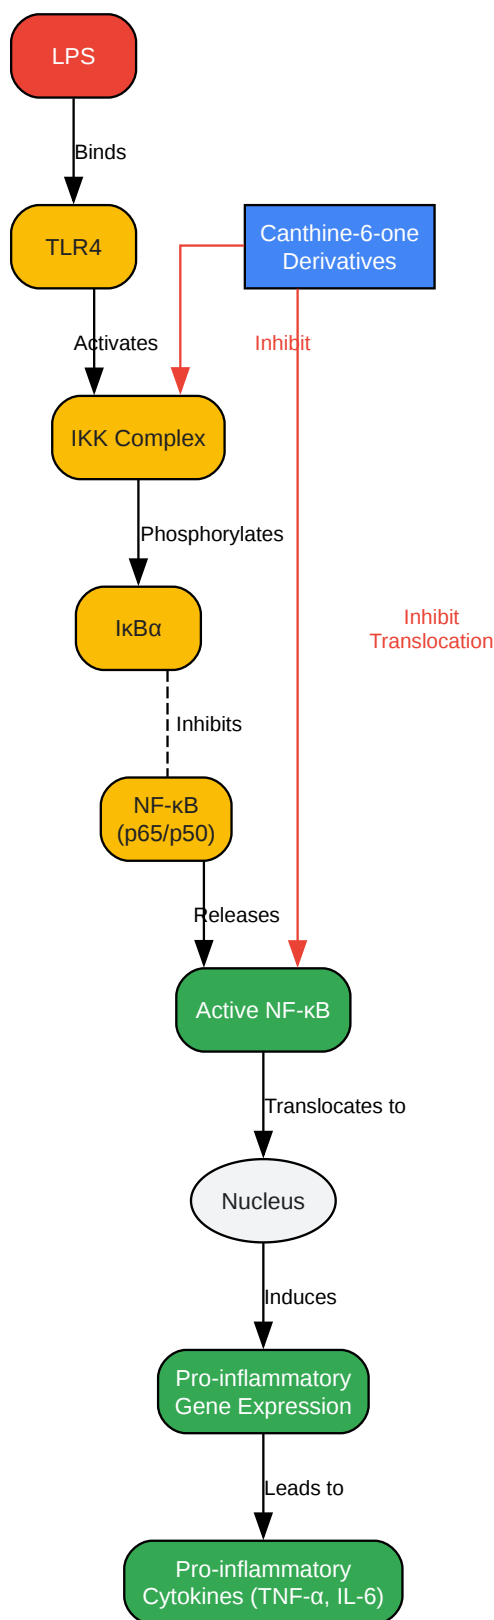 LPS
Binds
TLR4
Canthine-6-one
Derivatives
Activates
Inhibit
IKK Complex
Phosphorylates
IκBα
Inhibit
Translocation
Inhibits
NF-κB
(p65/p50)
Releases
Active NF-κB
Translocates to
Nucleus
Induces
Pro-inflammatory
Gene Expression
Leads to
Pro-inflammatory
Cytokines (TNF-α, IL-6)